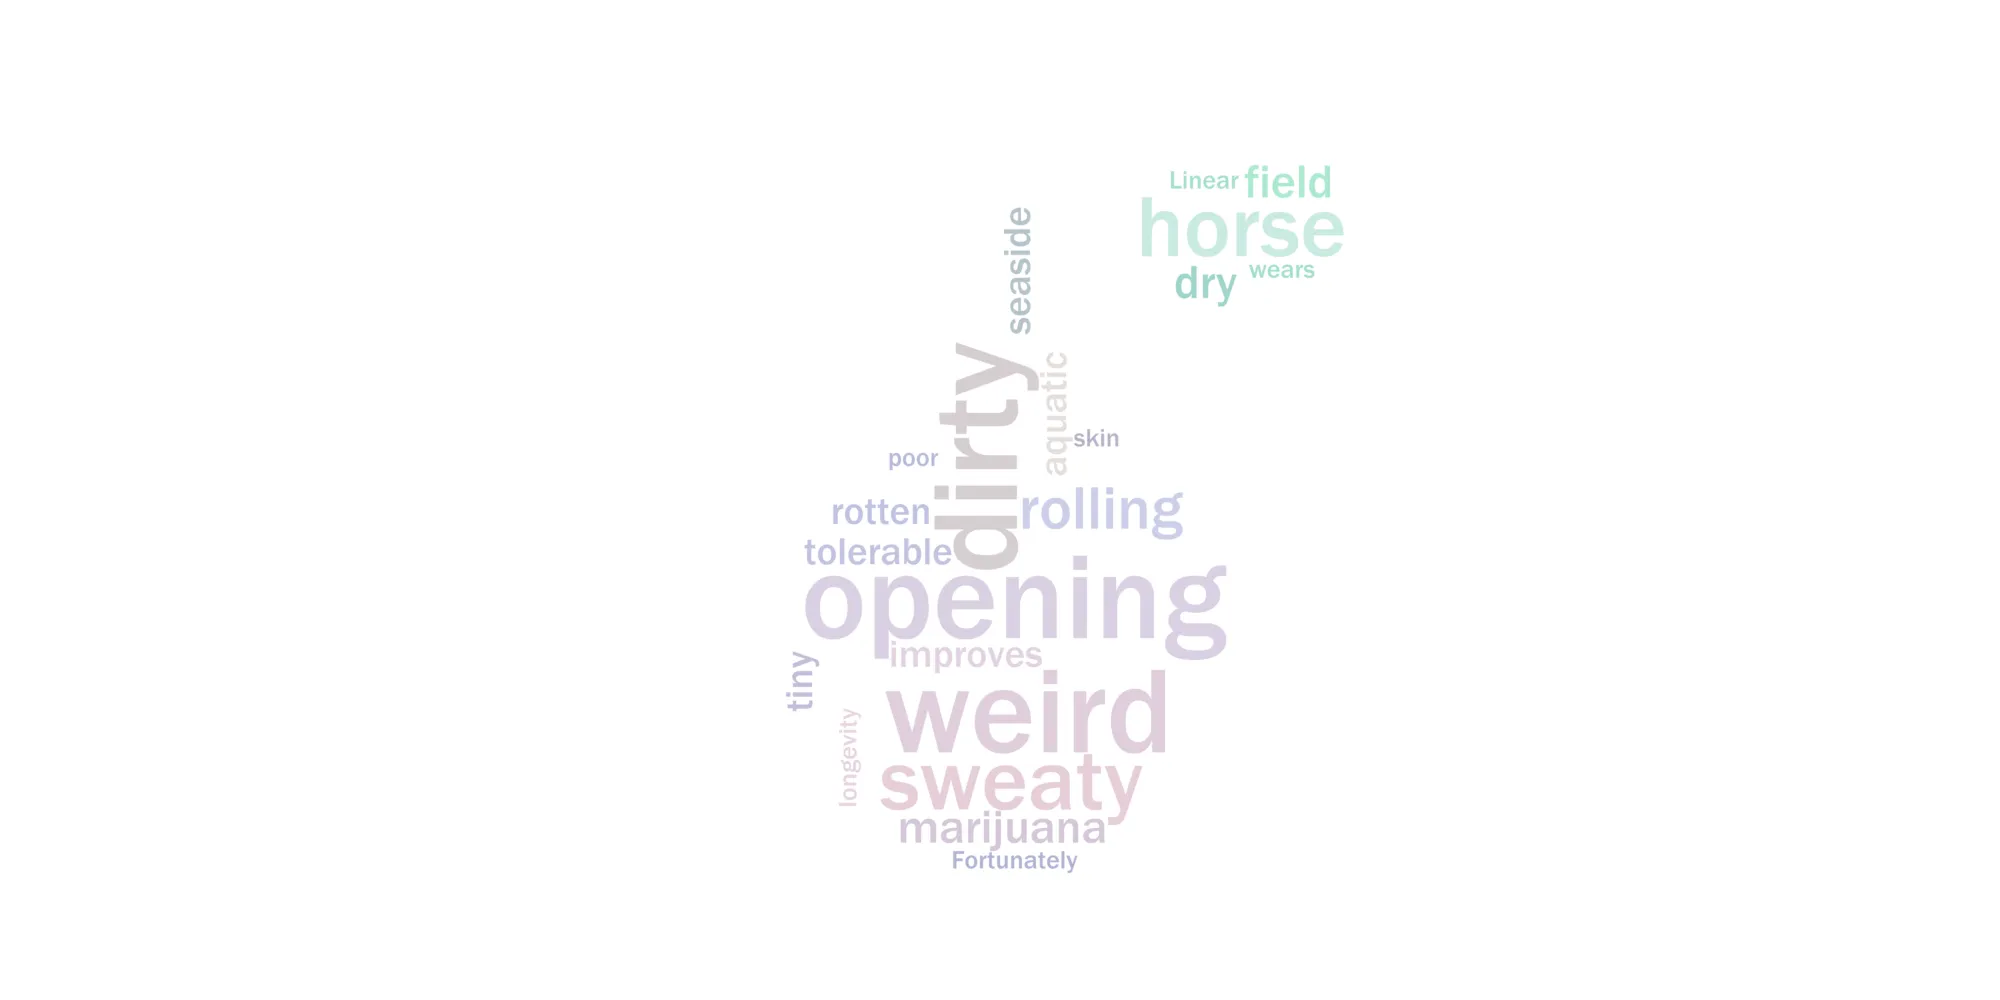 Linear
field
horse
dry
wears
seaside
dirty
aquatic
skin
poor
rotten
rolling
tolerable
opening
improves
tiny
weird
longevity
sweaty
marijuana
Fortunately